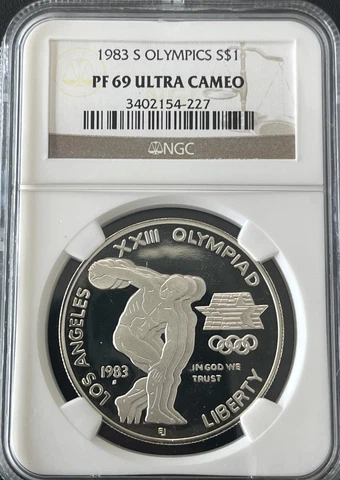 1983 S OLYMPICS S$1
PF 69 ULTRA CAMEO
3402154-227
NGC
XXIII OLYMPIAD
LOS ANGELES
1983
S
IN GOD WE
TRUST
LIBERTY
EJ